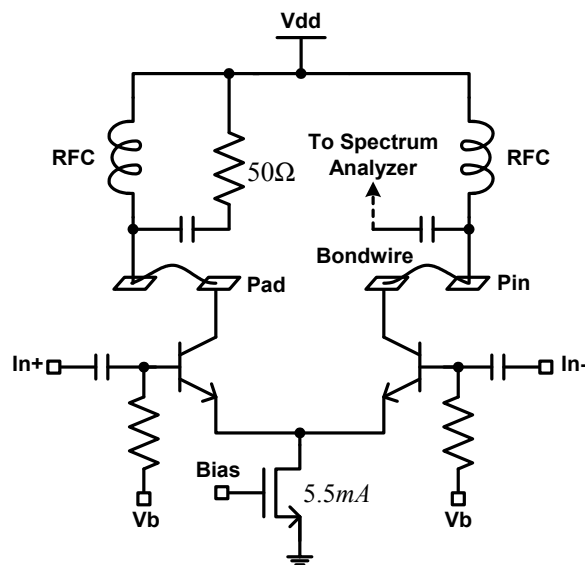 Vdd
RFC
50Ω
To Spectrum
Analyzer
RFC
Bondwire
Pad
Pin
In+
In-
Bias
5.5mA
Vb
Vb